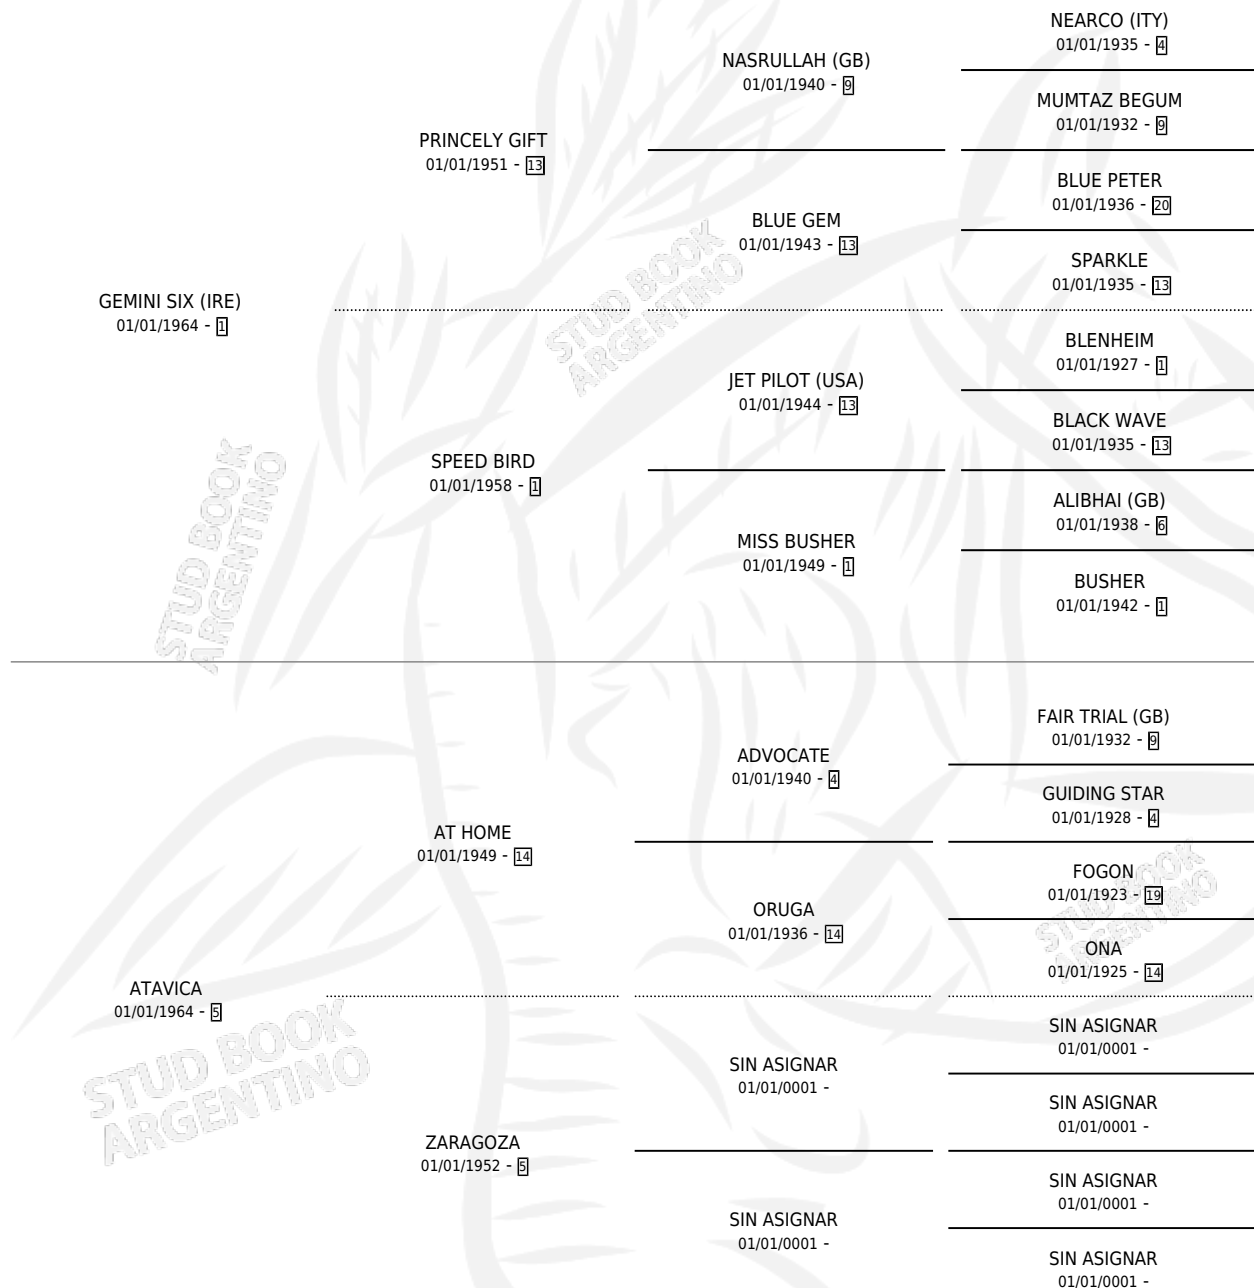 NEARCO (ITY)
01/01/1935 - 4
NASRULLAH (GB)
01/01/1940 - 9
MUMTAZ BEGUM
01/01/1932 - 9
PRINCELY GIFT
01/01/1951 - 13
BLUE PETER
01/01/1936 - 20
BLUE GEM
01/01/1943 - 13
SPARKLE
01/01/1935 - 13
GEMINI SIX (IRE)
01/01/1964 - 1
BLENHEIM
01/01/1927 - 1
JET PILOT (USA)
01/01/1944 - 13
BLACK WAVE
01/01/1935 - 13
SPEED BIRD
01/01/1958 - 1
ALIBHAI (GB)
01/01/1938 - 6
MISS BUSHER
01/01/1949 - 1
BUSHER
01/01/1942 - 1
FAIR TRIAL (GB)
01/01/1932 - 9
ADVOCATE
01/01/1940 - 4
GUIDING STAR
01/01/1928 - 4
AT HOME
01/01/1949 - 14
FOGON
01/01/1923 - 19
ORUGA
01/01/1936 - 14
ONA
01/01/1925 - 14
ATAVICA
01/01/1964 - 5
SIN ASIGNAR
01/01/0001 -
SIN ASIGNAR
01/01/0001 -
SIN ASIGNAR
01/01/0001 -
ZARAGOZA
01/01/1952 - 5
SIN ASIGNAR
01/01/0001 -
SIN ASIGNAR
01/01/0001 -
SIN ASIGNAR
01/01/0001 -
STUD BOOK
ARGENTINO
STUD BOOK
ARGENTINO
STUD BOOK
ARGENTINO
STUD BOOK
ARGENTINO